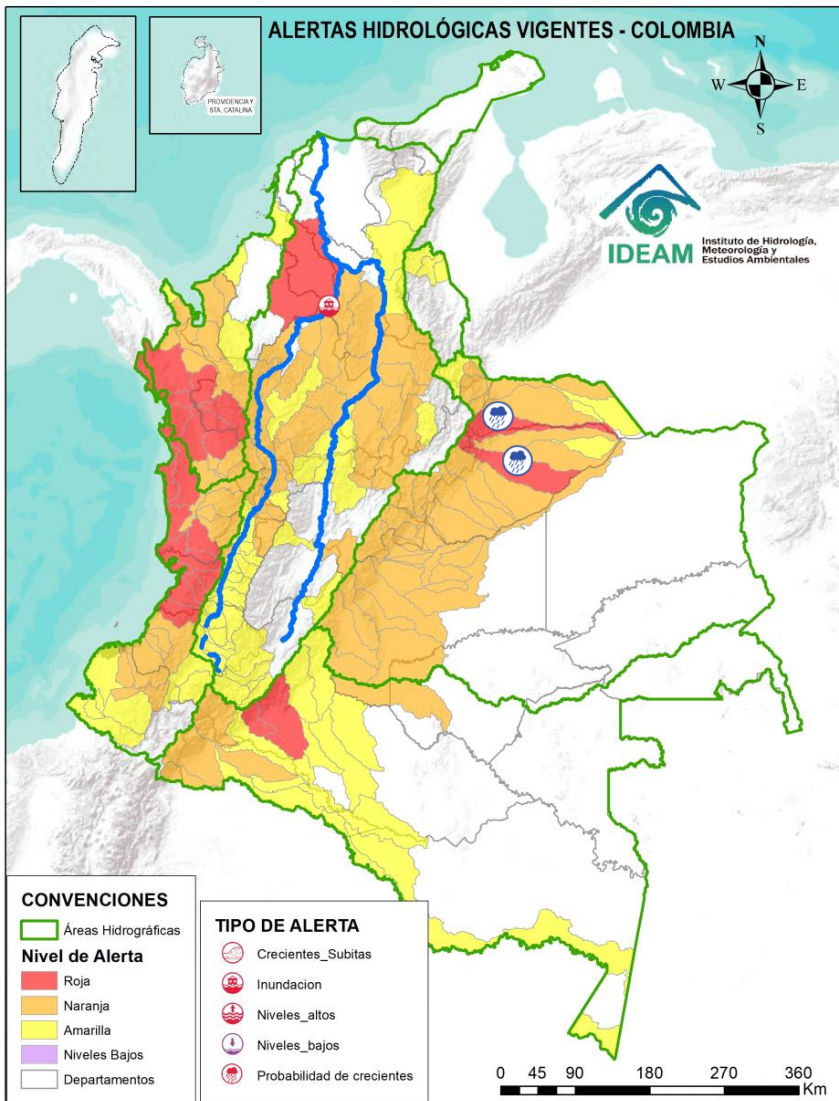 ALERTAS HIDROLÓGICAS VIGENTES - COLOMBIA
PROVIDENCIA Y
STA. CATALINA
N
W
E
S
IDEAM
Instituto de Hidrología,
Meteorología y
Estudios Ambientales
CONVENCIONES
Áreas Hidrográficas
Nivel de Alerta
Roja
Naranja
Amarilla
Niveles Bajos
Departamentos
TIPO DE ALERTA
Crecientes_Subitas
Inundacion
Niveles_altos
Niveles_bajos
Probabilidad de crecientes
0 45 90 180 270 360
Km